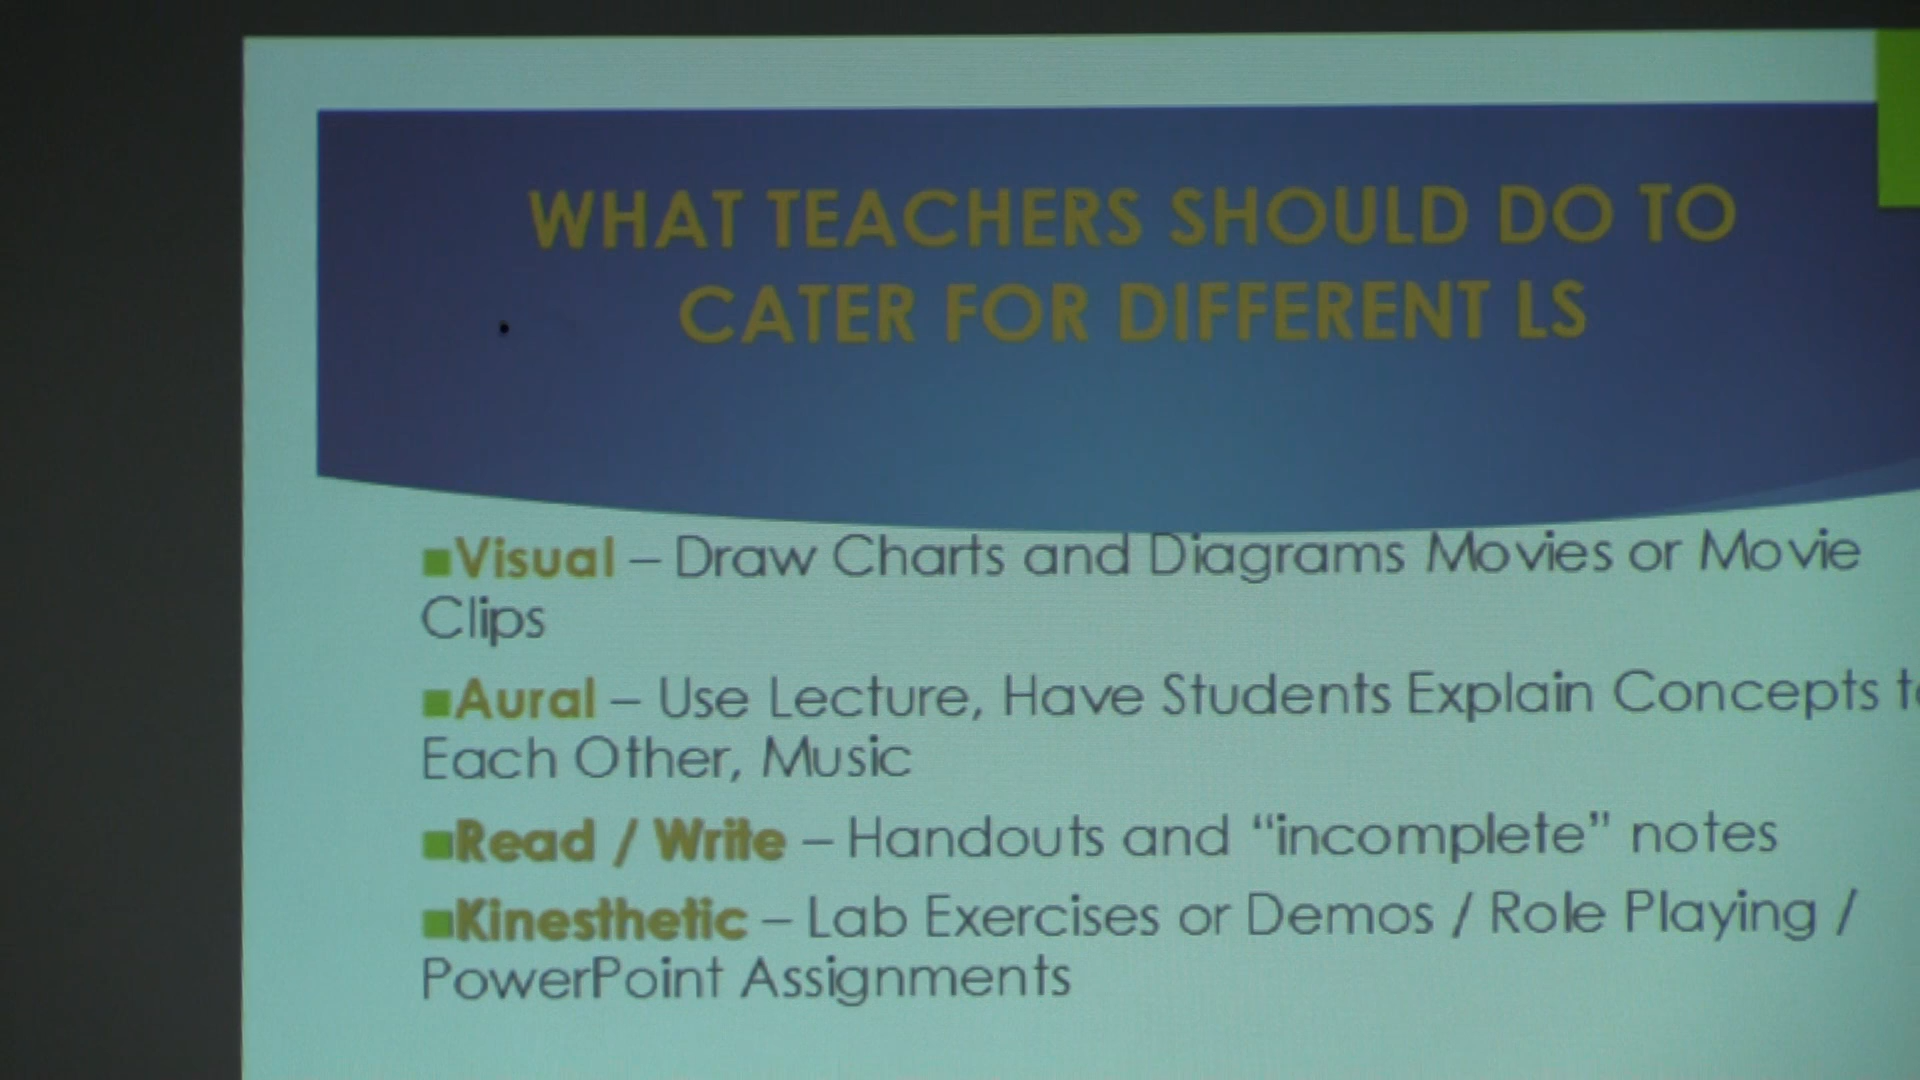 WHAT TEACHERS SHOULD DO TO
CATER FOR DIFFERENT LS
Visual – Draw Charts and Diagrams Movies or Movie
Clips
Aural – Use Lecture, Have Students Explain Concepts
Each Other, Music
Read / Write – Handouts and “incomplete” notes
Kinesthetic – Lab Exercises or Demos / Role Playing /
PowerPoint Assignments